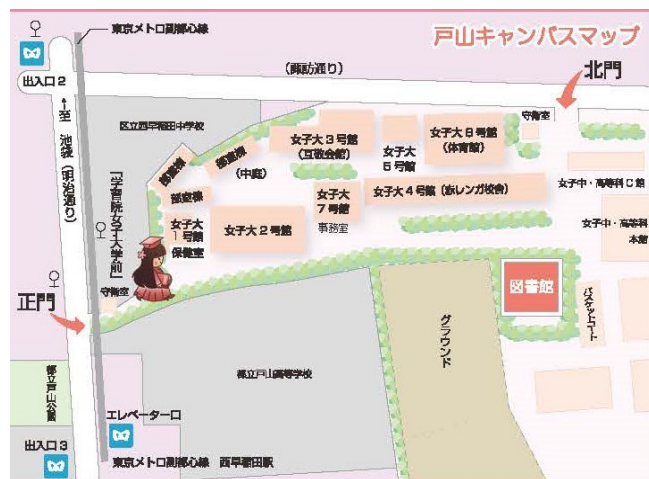 東京メトロ副都心線
戸山キャンパスマップ
(諏訪通り)
北門
出入口2
守衛室
区立西早稲田中学校
女子大3号館
(互敬会館)
女子大
5号館
女子大6号館
(体育館)
至 池袋(明治通り)
部室棟
部室棟
(中庭)
部室棟
女子大
7号館
事務室
女子大4号館(赤レンガ校舎)
女子中・高等科C館
「学習院女子大学前」
女子大
1号館
保健室
女子大2号館
女子中・高等科
本館
守衛室
正門
図書館
バスケットコート
グラウンド
都立戸山高等学校
都立戸山公園
エレベーター口
出入口3
東京メトロ副都心線 西早稲田駅